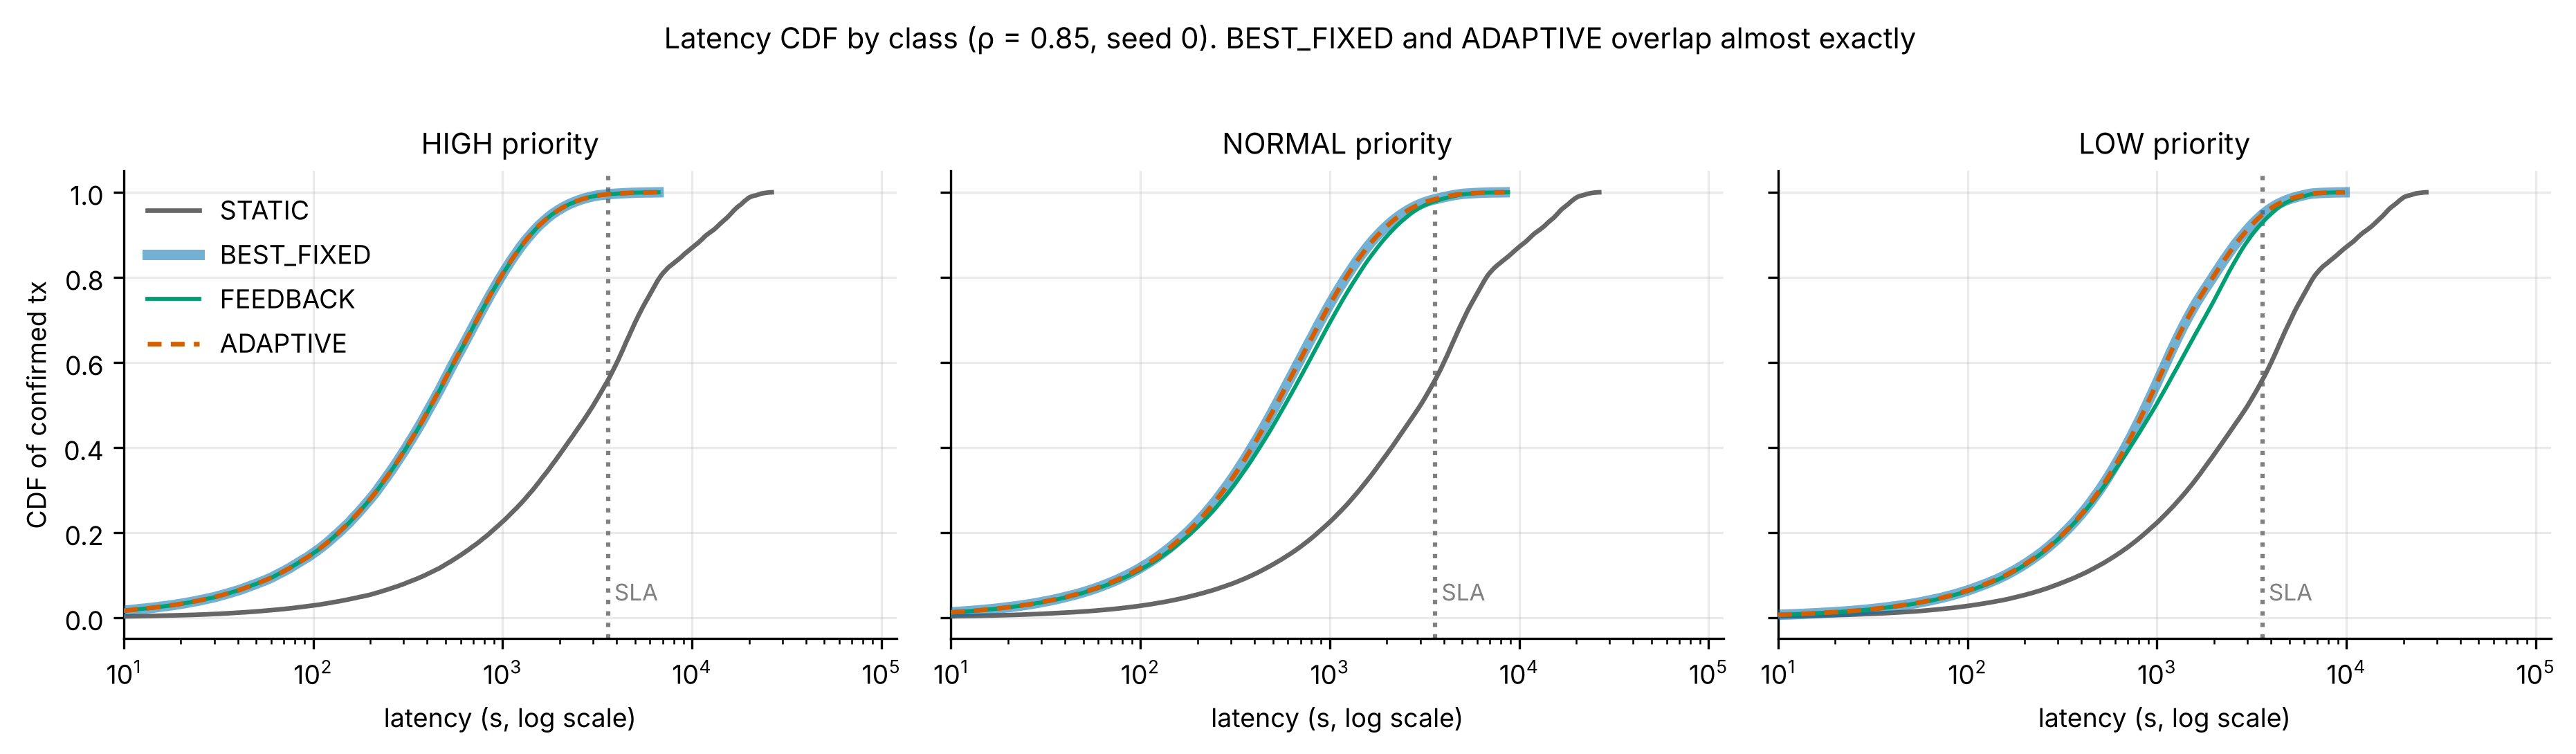 Latency CDF by class (ρ = 0.85, seed 0). BEST_FIXED and ADAPTIVE overlap almost exactly
HIGH priority
CDF of confirmed tx
1.0
0.8
0.6
0.4
0.2
0.0
STATIC
BEST_FIXED
FEEDBACK
ADAPTIVE
SLA
10¹ 10² 10³ 10⁴ 10⁵
latency (s, log scale)
NORMAL priority
SLA
10¹ 10² 10³ 10⁴ 10⁵
latency (s, log scale)
LOW priority
SLA
10¹ 10² 10³ 10⁴ 10⁵
latency (s, log scale)